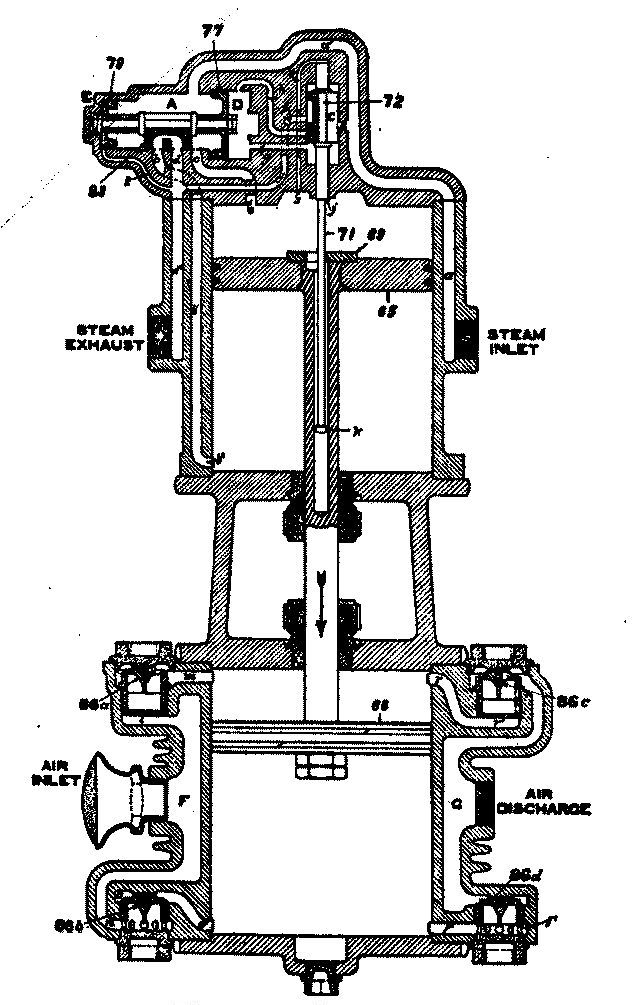 77
79
E
A
D
72
C
83
71 69
65
STEAM
EXHAUST
STEAM
INLET
86a
66
86c
AIR
INLET
F
G
AIR
DISCHARGE
86d
86b